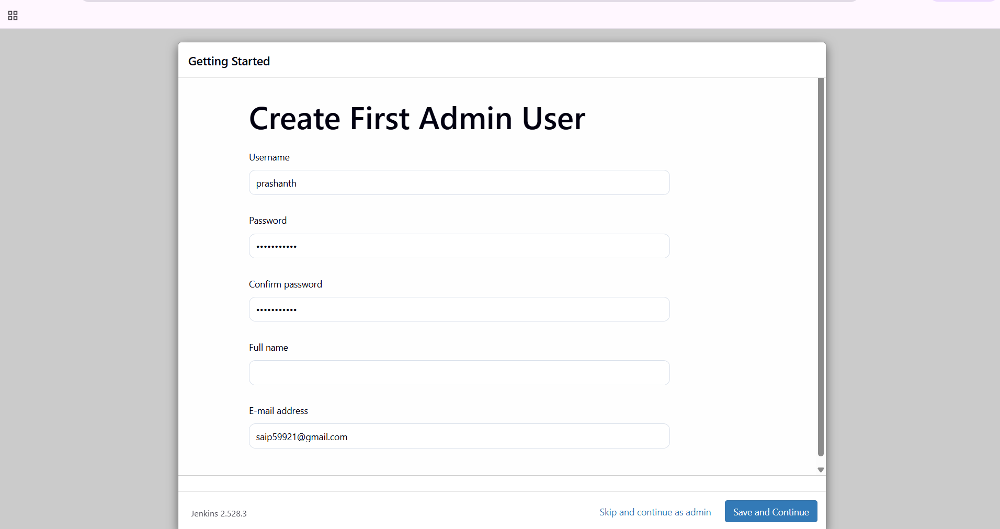 Getting Started
Create First Admin User
Username
prashanth
Password
•••••••••••
Confirm password
•••••••••••
Full name
E-mail address
saip59921@gmail.com
Jenkins 2.528.3
Skip and continue as admin
Save and Continue